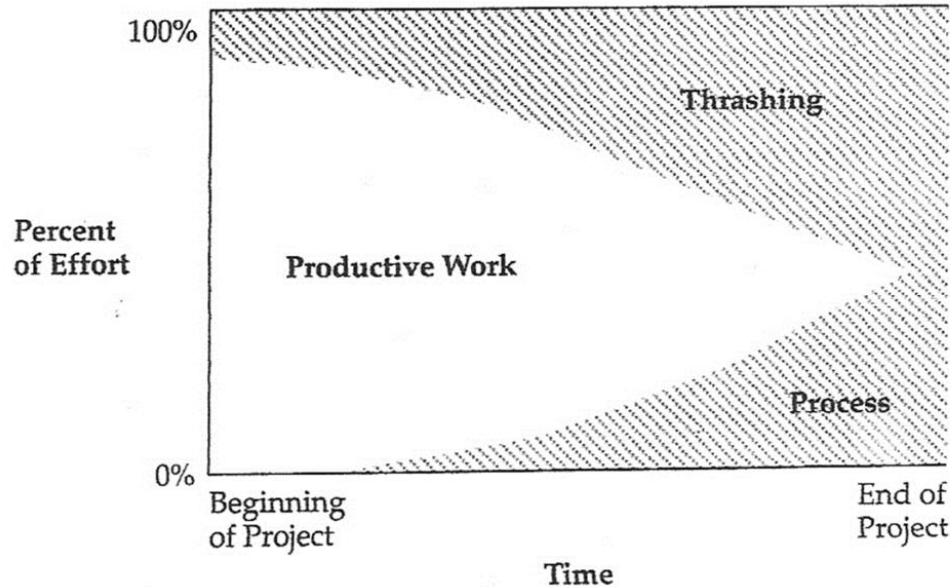 100%
Thrashing
Percent
of Effort
Productive Work
Process
0%
Beginning
of Project
End of
Project
Time